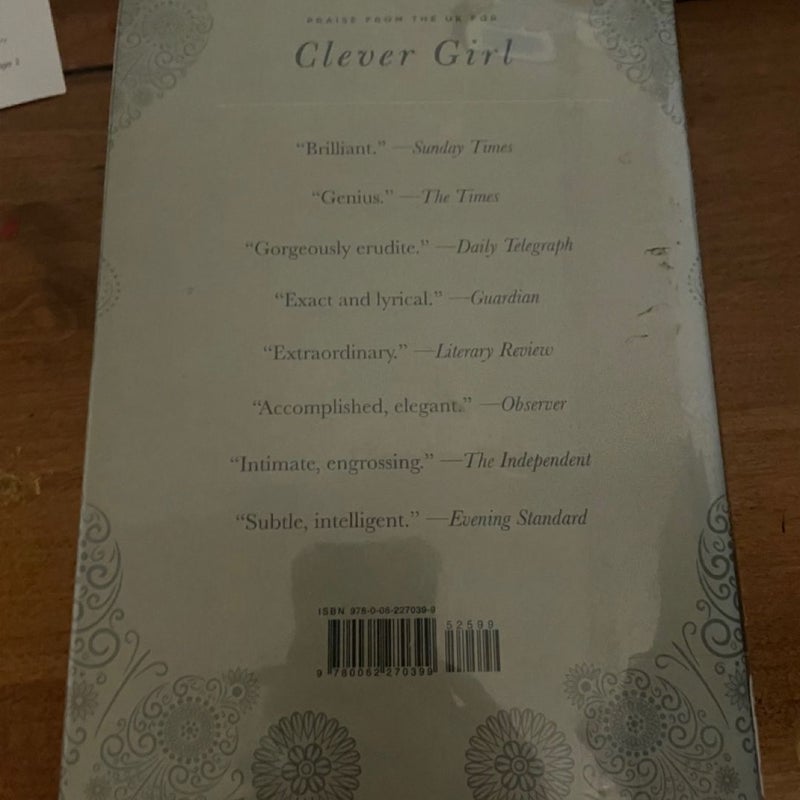 PRAISE FROM THE UK FOR
Clever Girl
“Brilliant.” —Sunday Times
“Genius.” —The Times
“Gorgeously erudite.” —Daily Telegraph
“Exact and lyrical.” —Guardian
“Extraordinary.” —Literary Review
“Accomplished, elegant.” —Observer
“Intimate, engrossing.” —The Independent
“Subtle, intelligent.” —Evening Standard
ISBN 978-0-06-227039-9
52599
9 780062 270399